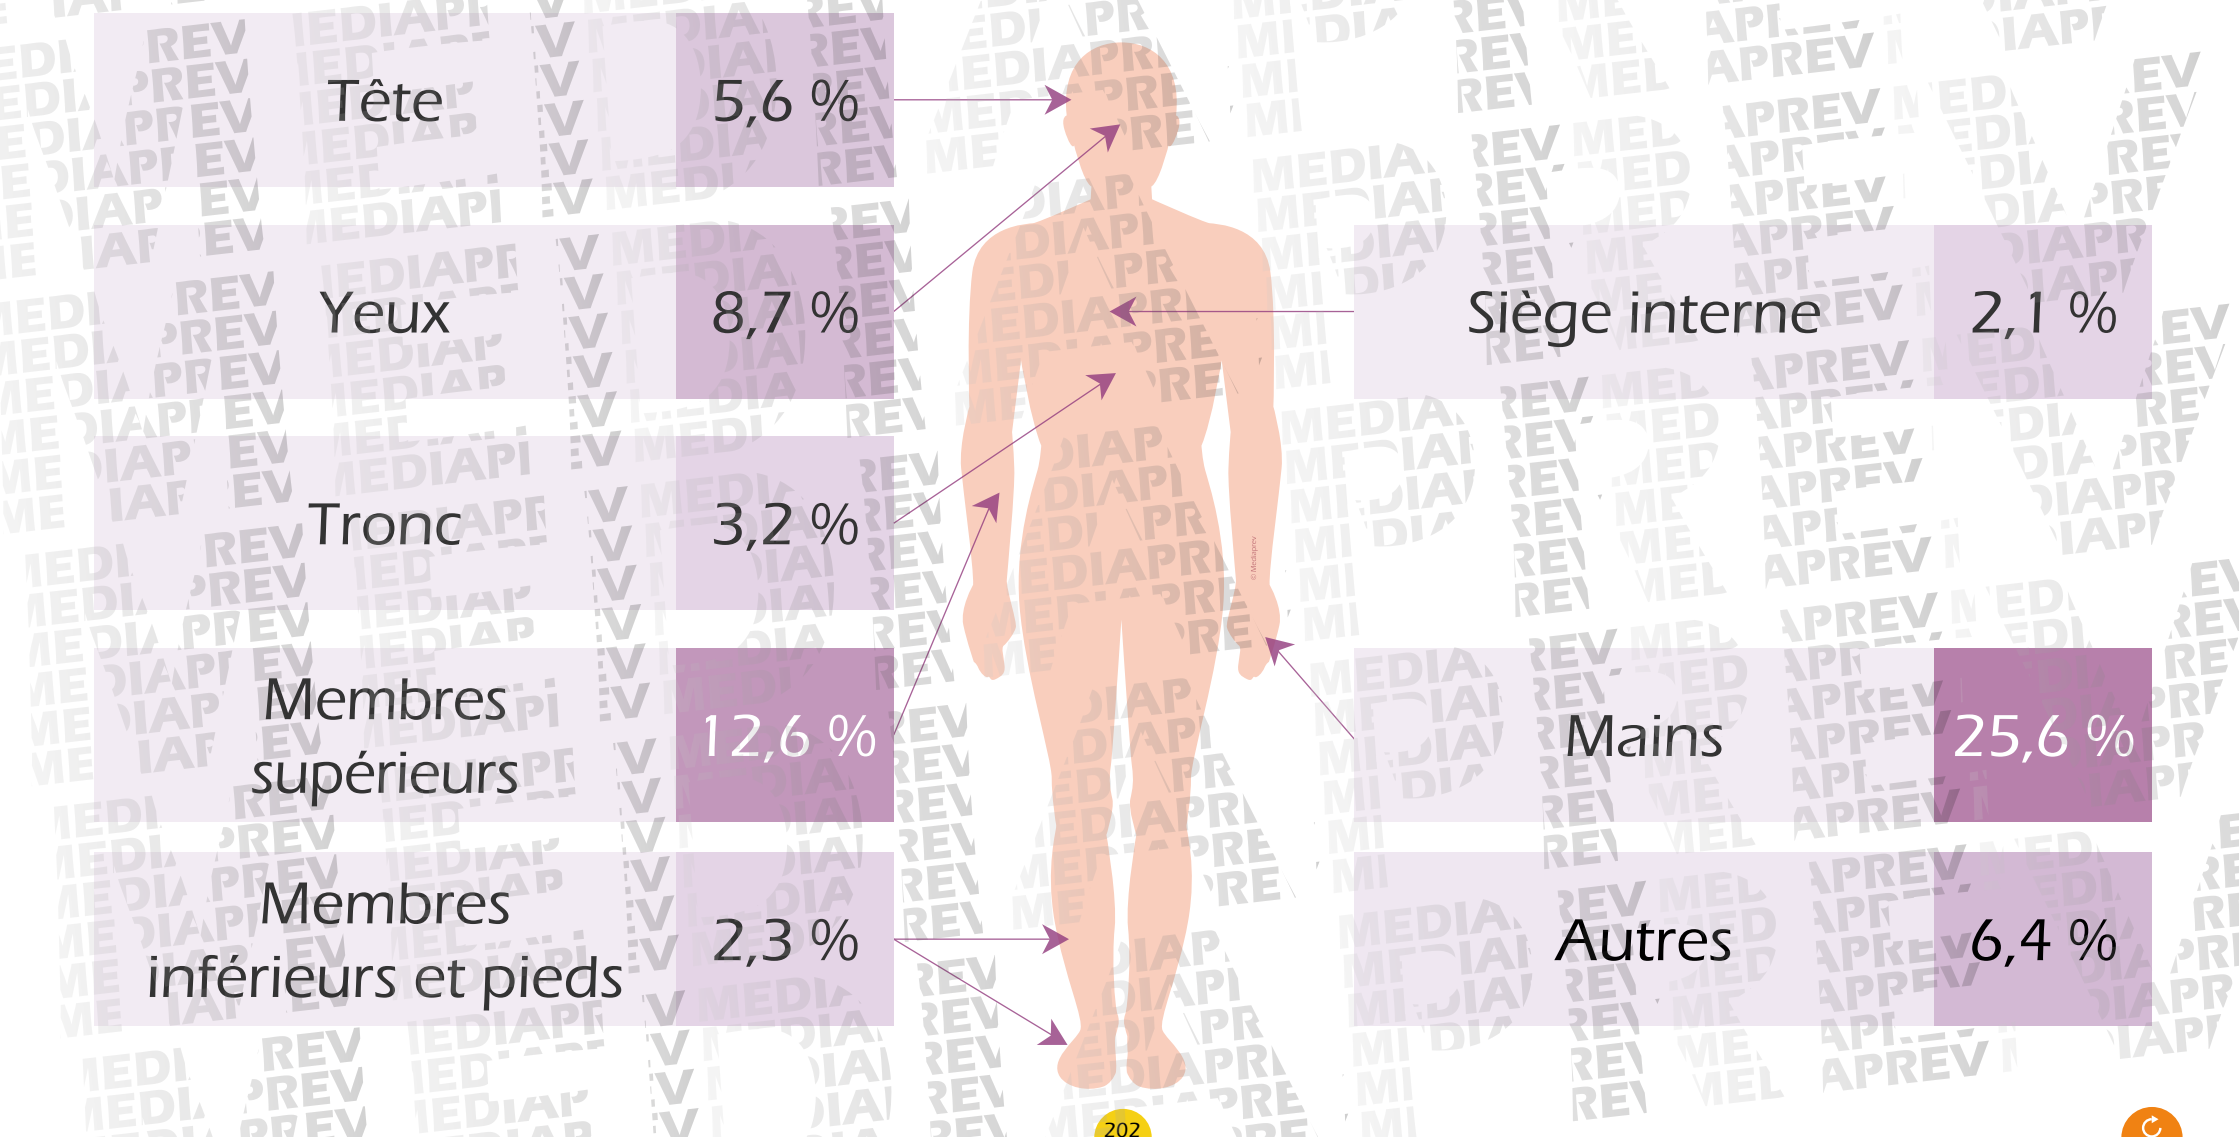 Tête 5,6 %
Yeux 8,7 %
Siège interne 2,1 %
Tronc 3,2 %
Membres
supérieurs
12,6 %
Mains 25,6 %
Membres
inférieurs et pieds
2,3 %
Autres 6,4 %
© Mediaprev
202